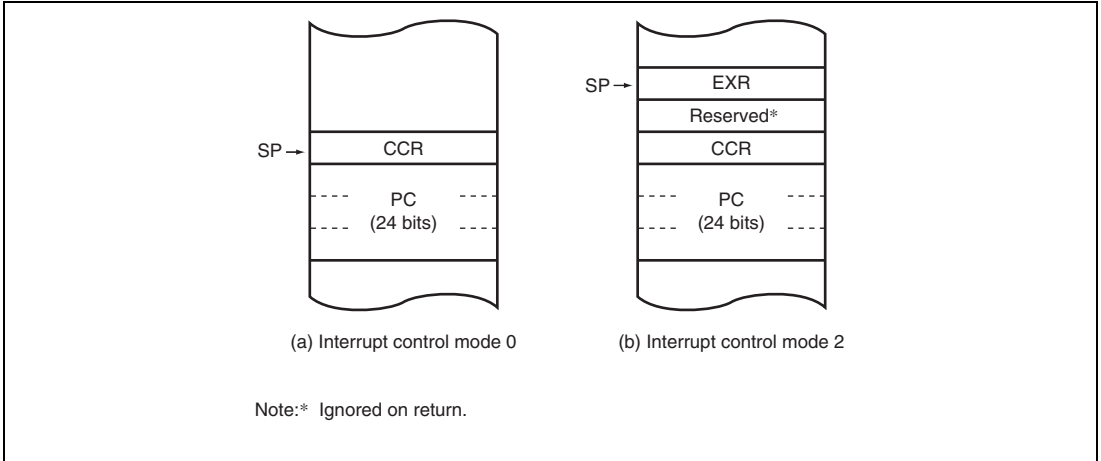 SP
CCR
PC
(24 bits)
(a) Interrupt control mode 0
SP
EXR
Reserved*
CCR
PC
(24 bits)
(b) Interrupt control mode 2
Note:* Ignored on return.